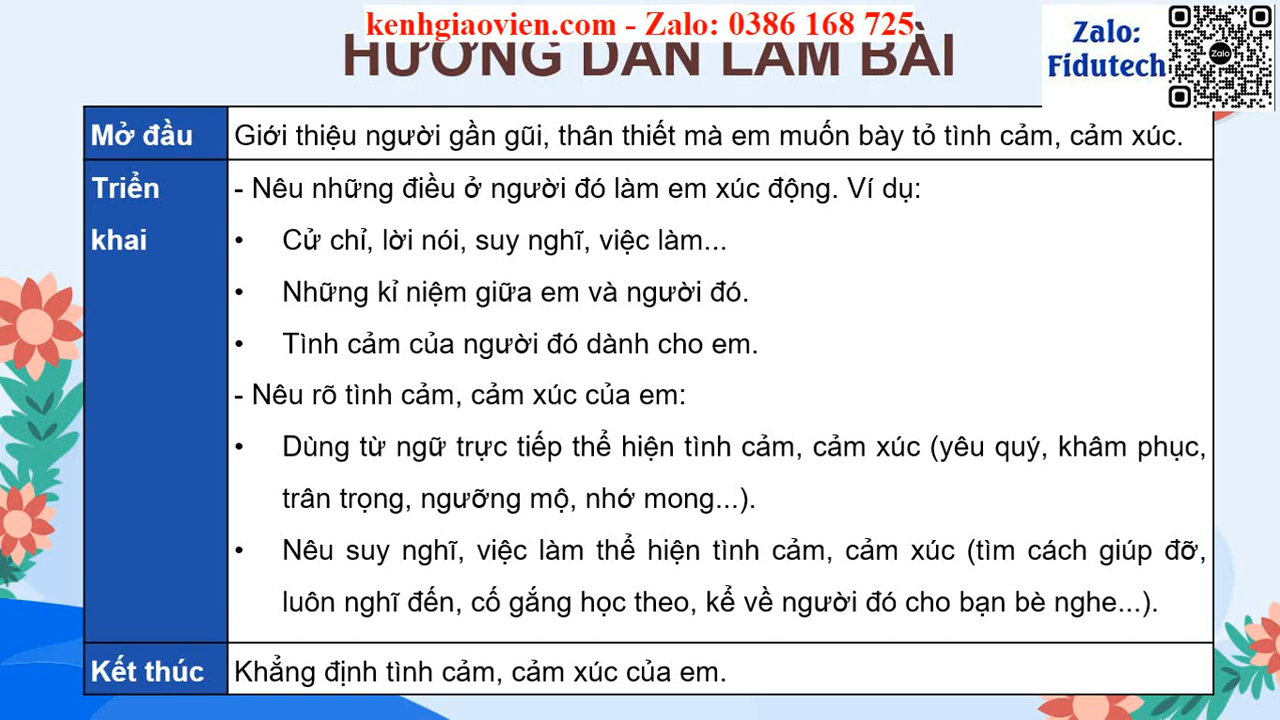 kenhgiaovien.com - Zalo: 0386 168 725
Zalo:
Fidutech
Zalo
HƯỚNG DẪN LÀM BÀI
Mở đầu
Giới thiệu người gần gũi, thân thiết mà em muốn bày tỏ tình cảm, cảm xúc.
Triển
khai
- Nêu những điều ở người đó làm em xúc động. Ví dụ:
• Cử chỉ, lời nói, suy nghĩ, việc làm...
• Những kỉ niệm giữa em và người đó.
• Tình cảm của người đó dành cho em.
- Nêu rõ tình cảm, cảm xúc của em:
• Dùng từ ngữ trực tiếp thể hiện tình cảm, cảm xúc (yêu quý, khâm phục,
trân trọng, ngưỡng mộ, nhớ mong...).
• Nêu suy nghĩ, việc làm thể hiện tình cảm, cảm xúc (tìm cách giúp đỡ,
luôn nghĩ đến, cố gắng học theo, kể về người đó cho bạn bè nghe...).
Kết thúc
Khẳng định tình cảm, cảm xúc của em.